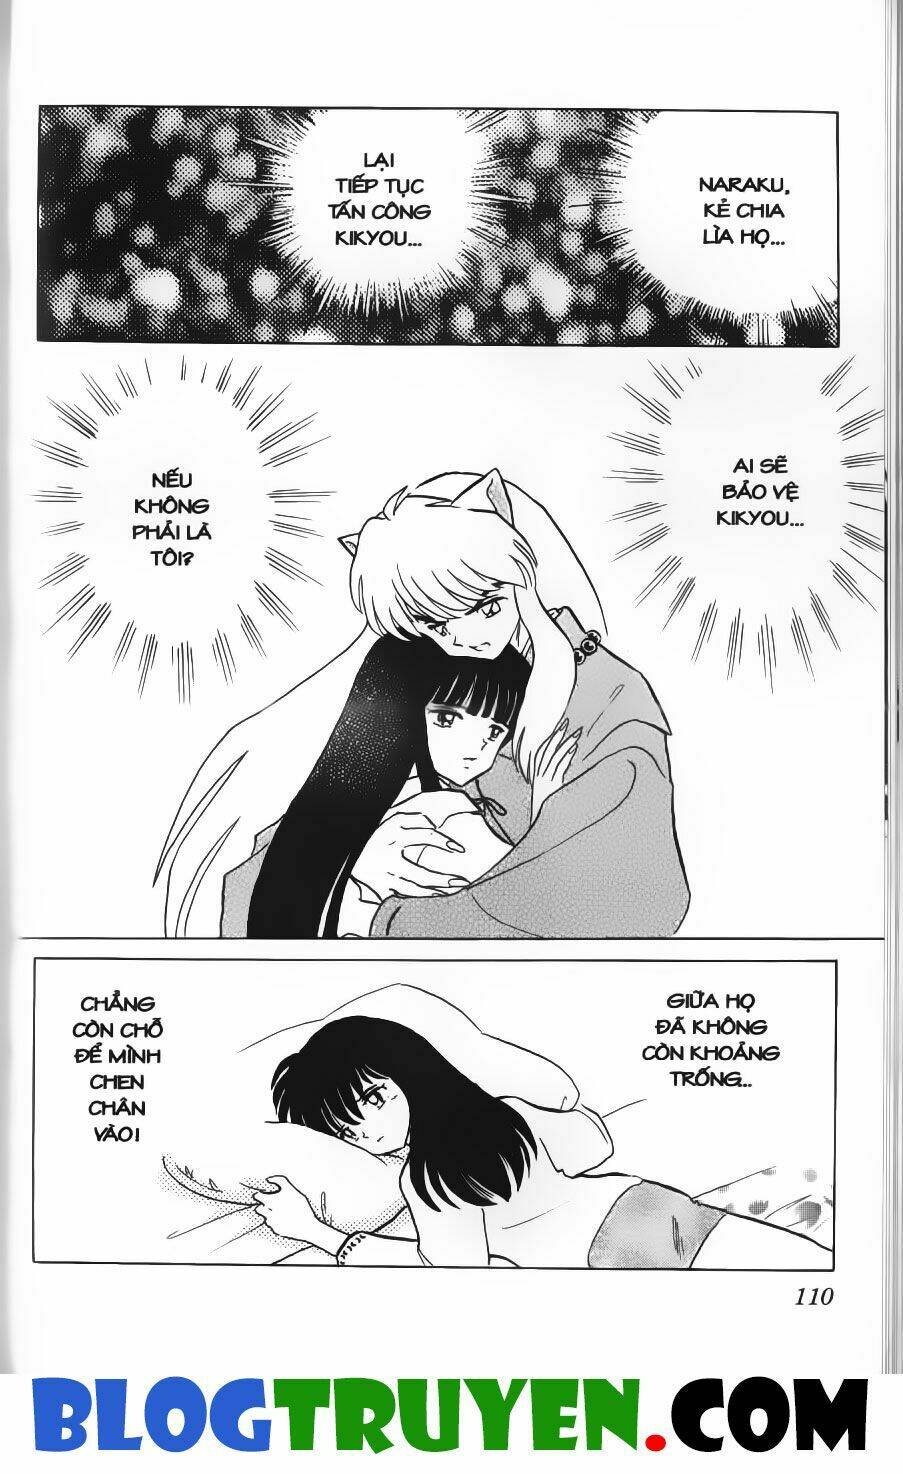 NARAKU,
KẺ CHIA
LÌA HỌ...
LẠI
TIẾP TỤC
TẤN CÔNG
KIKYOU...
AI SẼ
BẢO VỆ
KIKYOU...
NẾU
KHÔNG
PHẢI LÀ
TÔI?
GIỮA HỌ
ĐÃ KHÔNG
CÒN KHOẢNG
TRỐNG...
CHẲNG
CÒN CHỖ
ĐỂ MÌNH
CHEN
CHÂN
VÀO!
110
BLOGTRUYEN.COM